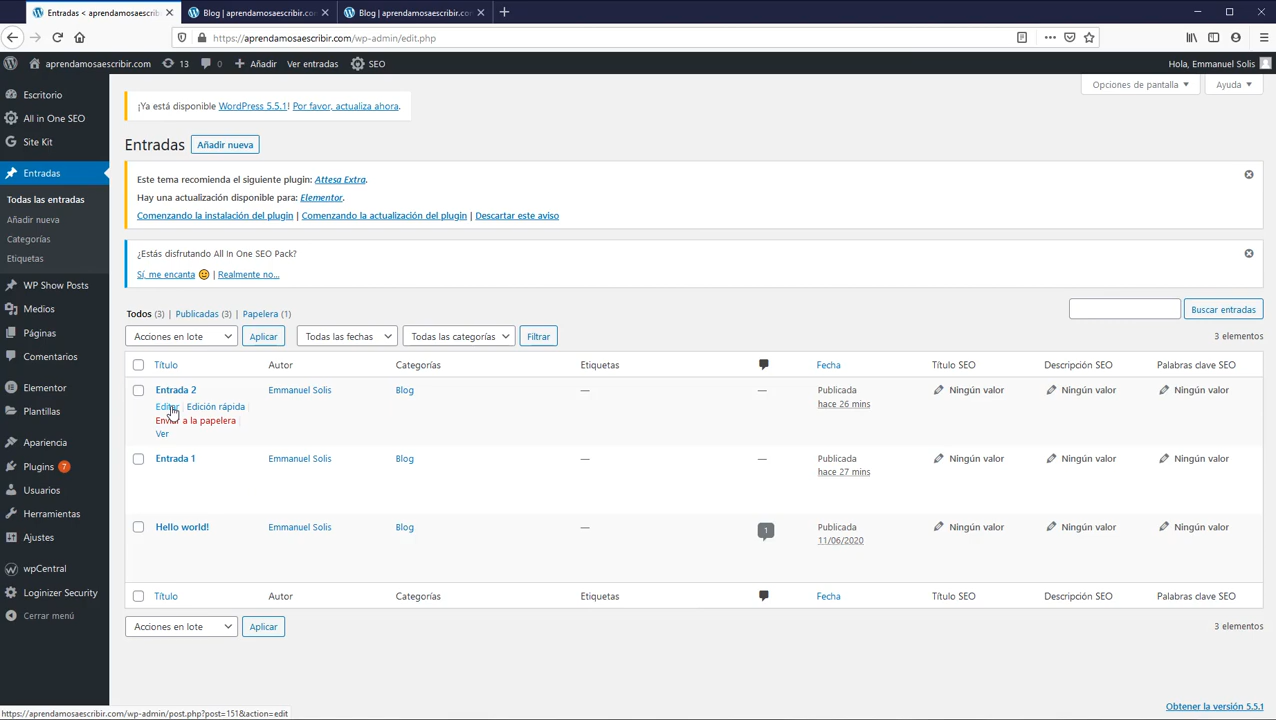 Entradas < aprendamosaescribir.com
Blog | aprendamosaescribir.com
Blog | aprendamosaescribir.com
https://aprendamosaescribir.com/wp-admin/edit.php
aprendamosaescribir.com 13 0 Añadir Ver entradas SEO Hola, Emmanuel Solis
Opciones de pantalla Ayuda
Escritorio
All in One SEO
Site Kit
Entradas
Todas las entradas
Añadir nueva
Categorías
Etiquetas
WP Show Posts
Medios
Páginas
Comentarios
Elementor
Plantillas
Apariencia
Plugins 7
Usuarios
Herramientas
Ajustes
wpCentral
Loginizer Security
Cerrar menú
¡Ya está disponible WordPress 5.5.1! Por favor, actualiza ahora.
Entradas Añadir nueva
Este tema recomienda el siguiente plugin: Attesa Extra.
Hay una actualización disponible para: Elementor.
Comenzando la instalación del plugin | Comenzando la actualización del plugin | Descartar este aviso
¿Estás disfrutando All In One SEO Pack?
Sí, me encanta | Realmente no...
Todos (3) | Publicadas (3) | Papelera (1)
Buscar entradas
Acciones en lote Aplicar Todas las fechas Todas las categorías Filtrar 3 elementos
Título Autor Categorías Etiquetas Fecha Título SEO Descripción SEO Palabras clave SEO
Entrada 2 Emmanuel Solis Blog — — Publicada Ningún valor Ningún valor Ningún valor
hace 26 mins
Editar | Edición rápida |
Enviar a la papelera |
Ver
Entrada 1 Emmanuel Solis Blog — — Publicada Ningún valor Ningún valor Ningún valor
hace 27 mins
Hello world! Emmanuel Solis Blog — 1 Publicada Ningún valor Ningún valor Ningún valor
11/06/2020
Título Autor Categorías Etiquetas Fecha Título SEO Descripción SEO Palabras clave SEO
Acciones en lote Aplicar 3 elementos
Obtener la versión 5.5.1
https://aprendamosaescribir.com/wp-admin/post.php?post=151&action=edit